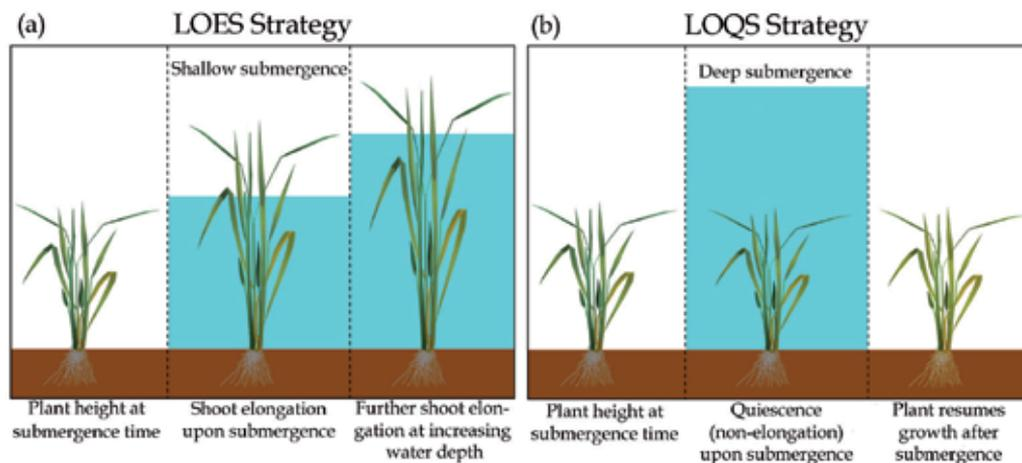 (a) LOES Strategy
Shallow submergence
Plant height at
submergence time
Shoot elongation
upon submergence
Further shoot elon-
gation at increasing
water depth
(b) LOQS Strategy
Deep submergence
Plant height at
submergence time
Quiescence
(non-elongation)
upon submergence
Plant resumes
growth after
submergence